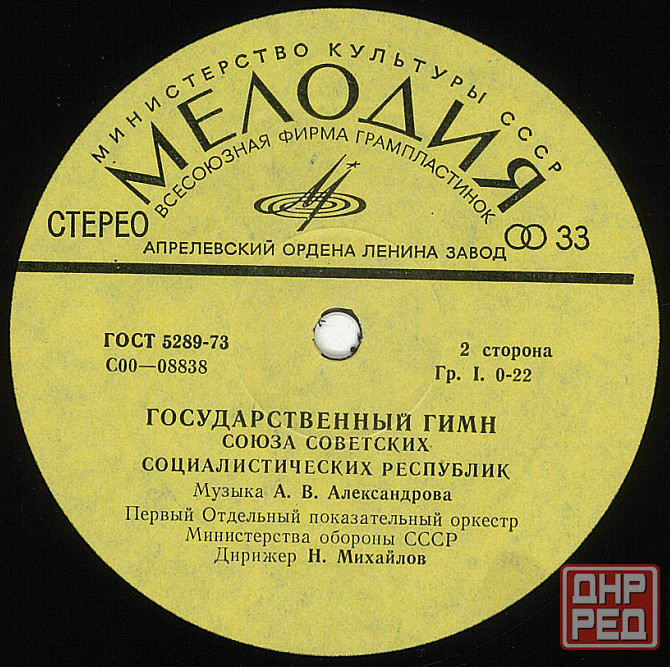 МИНИСТЕРСТВО КУЛЬТУРЫ СССР
МЕЛОДИЯ
ВСЕСОЮЗНАЯ ФИРМА ГРАМПЛАСТИНОК
СТЕРЕО
33
АПРЕЛЕВСКИЙ ОРДЕНА ЛЕНИНА ЗАВОД
ГОСТ 5289-73
С00—08838
2 сторона
Гр. I. 0-22
ГОСУДАРСТВЕННЫЙ ГИМН
СОЮЗА СОВЕТСКИХ
СОЦИАЛИСТИЧЕСКИХ РЕСПУБЛИК
Музыка А. В. Александрова
Первый Отдельный показательный оркестр
Министерства обороны СССР
Дирижер Н. Михайлов
ДНР
РЕД